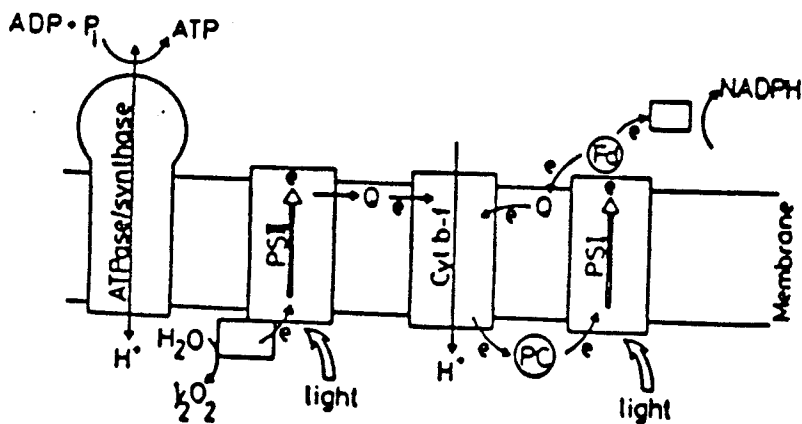 ADP + Pᵢ
ATP
NADPH
Fd
e
e
ATPase/synthase
e
PSII
Q
e
Cyt b-f
e
Q
e
PSI
Membrane
H⁺
H₂O
e
½O₂
light
H⁺
e
PC
e
light